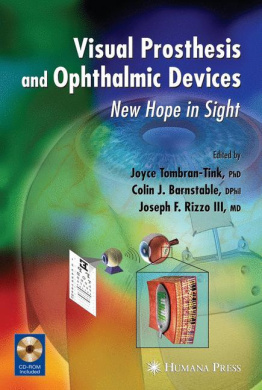 Visual Prosthesis
and Ophthalmic Devices
New Hope in Sight
Edited by
Joyce Tombran-Tink, PhD
Colin J. Barnstable, DPhil
Joseph F. Rizzo III, MD
CD-ROM
Included
HUMANA PRESS